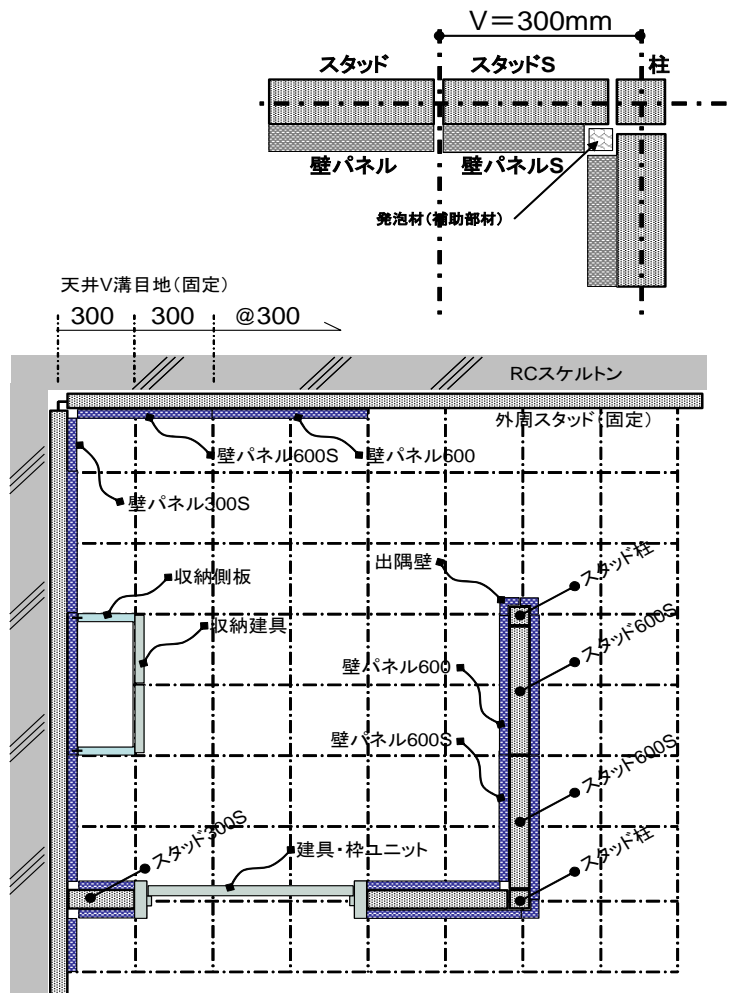 V=300mm
スタッド スタッドS 柱
壁パネル 壁パネルS
発泡材(補助部材)
天井V溝目地(固定)
300 300 @300
RCスケルトン
外周スタッド(固定)
壁パネル600S 壁パネル600
壁パネル300S
出隅壁
スタッド柱
収納側板
収納建具
スタッド600S
壁パネル600
壁パネル600S
スタッド600S
スタッド300S
建具・枠ユニット
スタッド柱